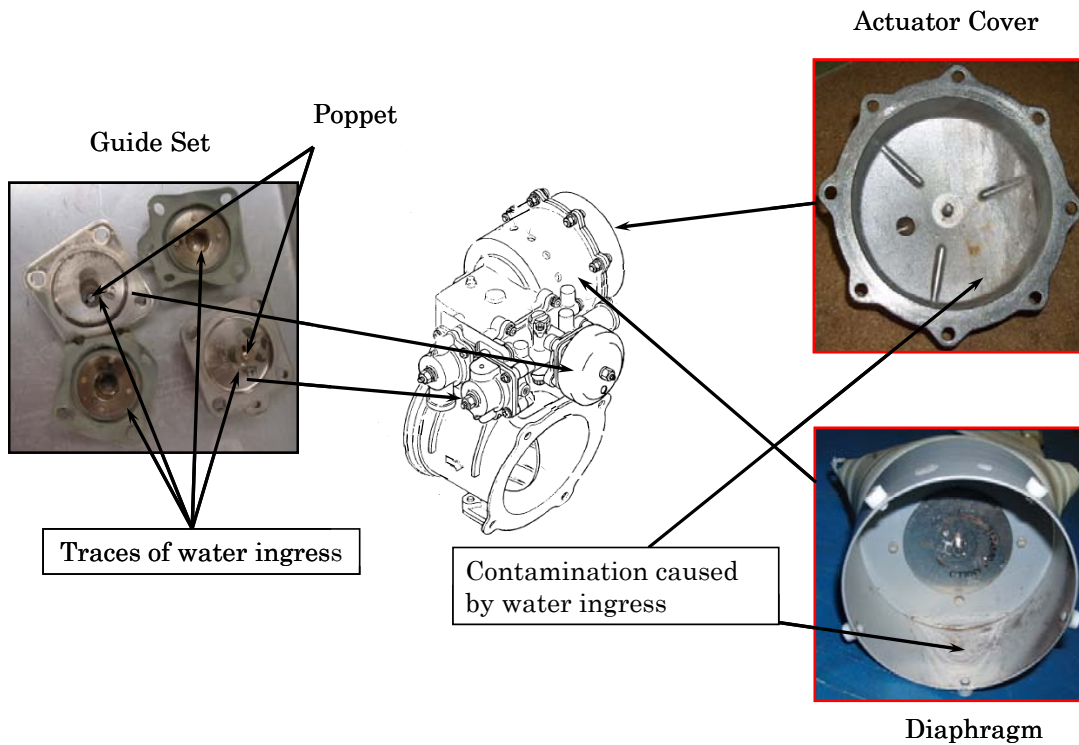 Actuator Cover
Poppet
Guide Set
Traces of water ingress
Contamination caused
by water ingress
Diaphragm